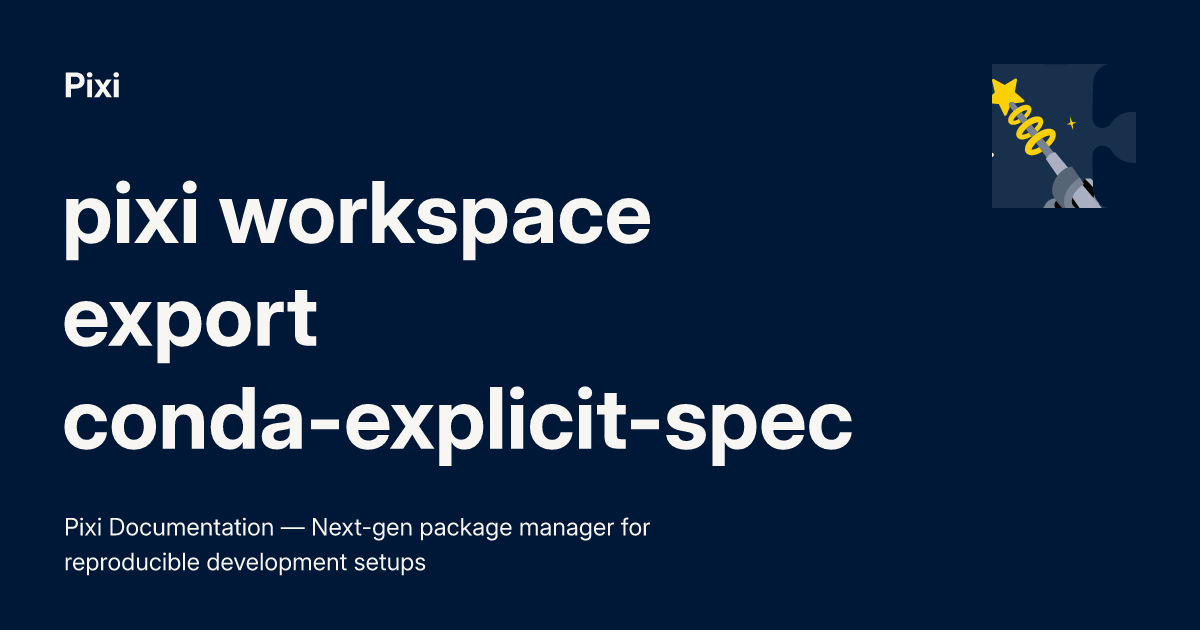 Pixi
pixi workspace
export
conda-explicit-spec
Pixi Documentation — Next-gen package manager for
reproducible development setups